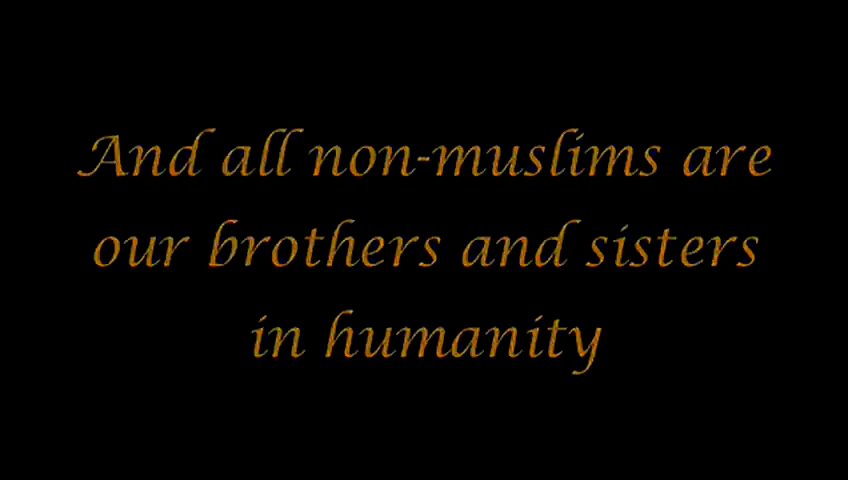 And all non-muslims are
our brothers and sisters
in humanity